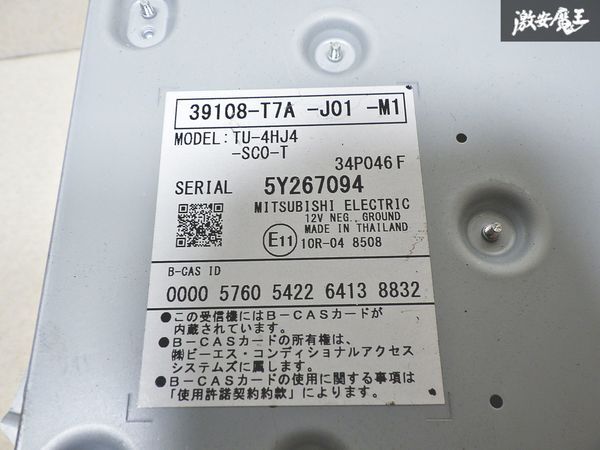 激安魔王
39108-T7A -J01 -M1
MODEL: TU-4HJ4
-SC0-T
34P046F
SERIAL 5Y267094
MITSUBISHI ELECTRIC
12V NEG. GROUND
MADE IN THAILAND
E11 10R-04 8508
B-CAS ID
0000 5760 5422 6413 8832
●この受信機にはB-CASカードが
内蔵されています。
●B-CASカードの所有権は、
㈱ビーエス・コンディショナルアクセス
システムズに属します。
●B-CASカードの使用に関する事項は
「使用許諾契約約款」によります。